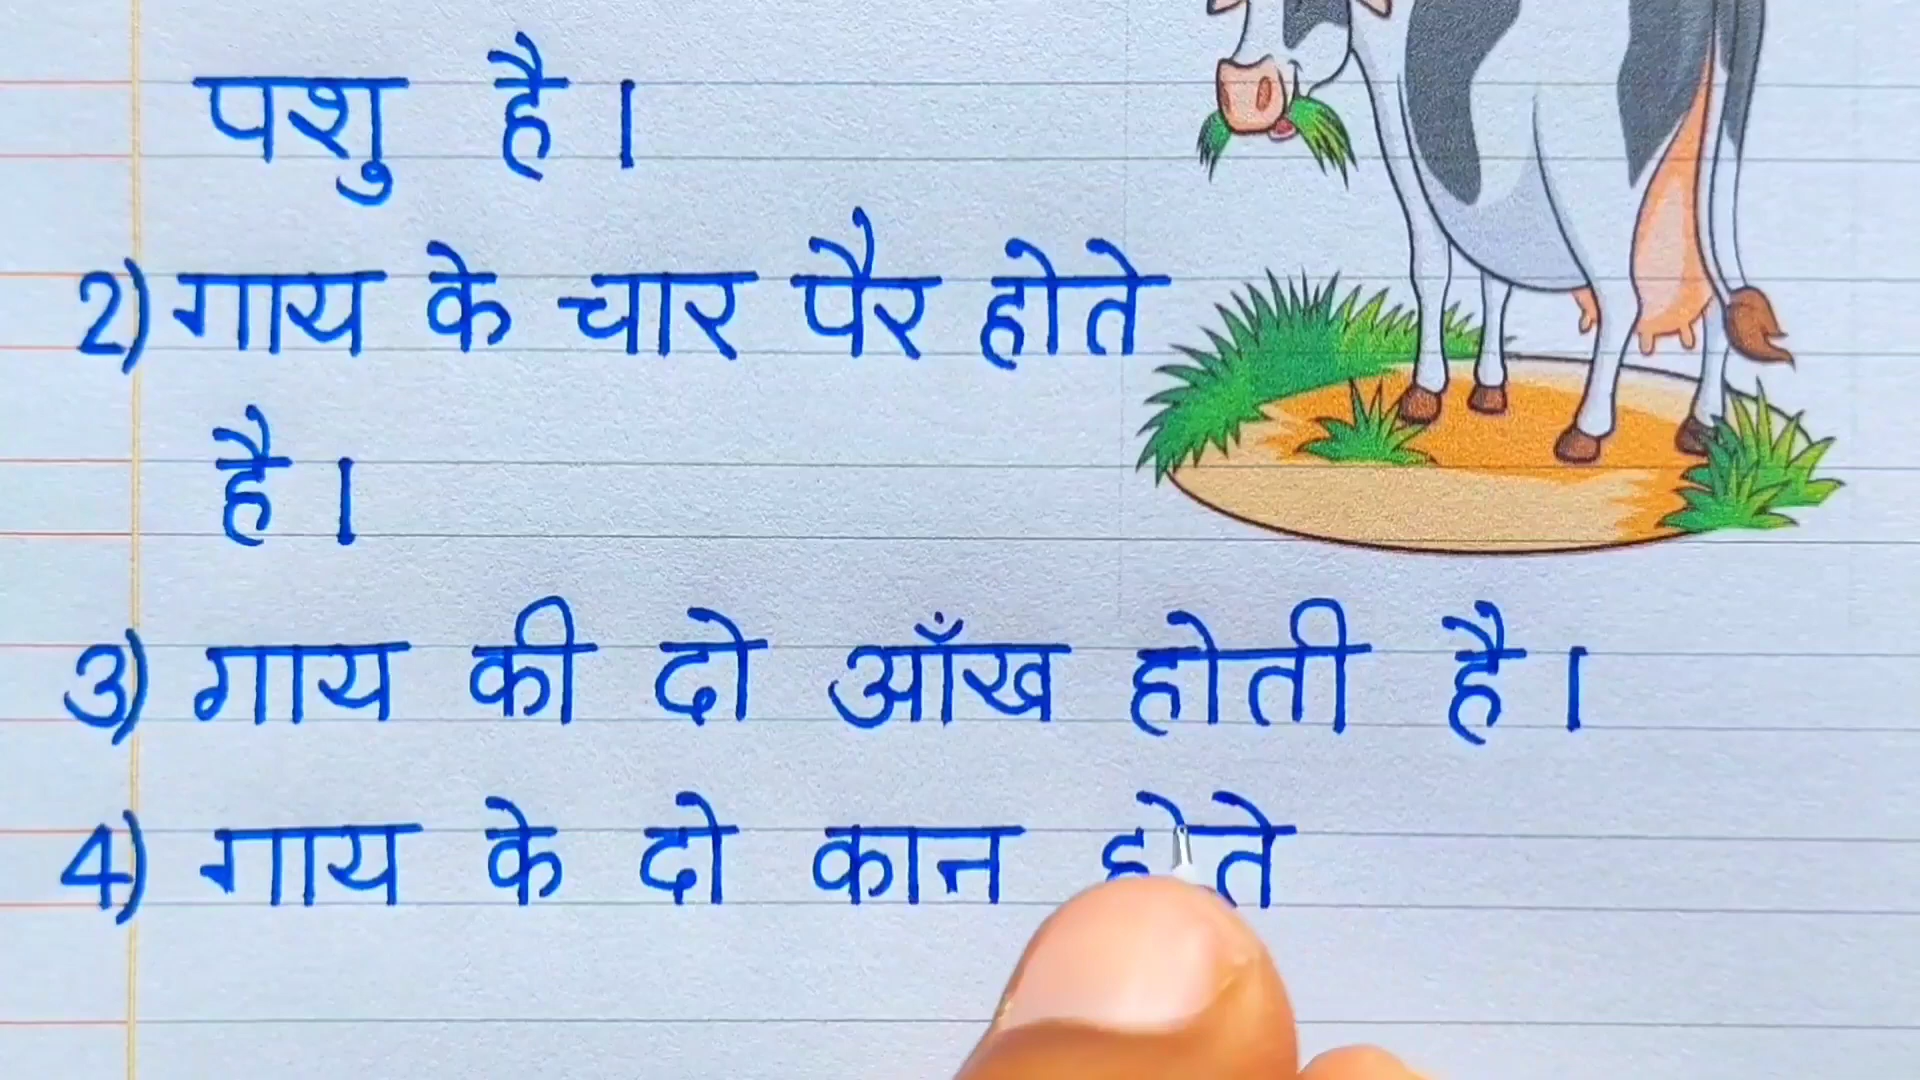 पशु है।
2) गाय के चार पैर होते
है।
3) गाय की दो आँख होती है।
4) गाय के दो कान होते